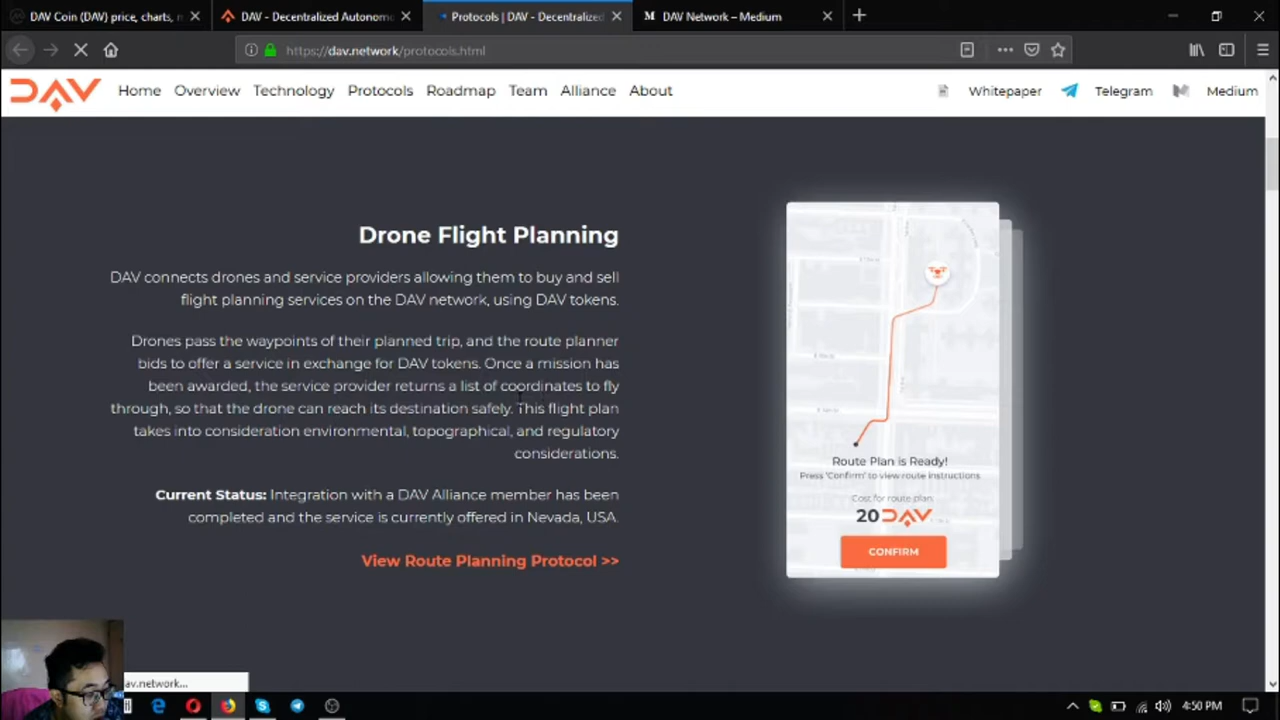 DAV Coin (DAV) price, charts, m
DAV - Decentralized Autonomo
Protocols | DAV - Decentralized
DAV Network – Medium
https://dav.network/protocols.html
DAV
Home
Overview
Technology
Protocols
Roadmap
Team
Alliance
About
Whitepaper
Telegram
Medium
Drone Flight Planning
DAV connects drones and service providers allowing them to buy and sell
flight planning services on the DAV network, using DAV tokens.
Drones pass the waypoints of their planned trip, and the route planner
bids to offer a service in exchange for DAV tokens. Once a mission has
been awarded, the service provider returns a list of coordinates to fly
through, so that the drone can reach its destination safely. This flight plan
takes into consideration environmental, topographical, and regulatory
considerations.
Current Status: Integration with a DAV Alliance member has been
completed and the service is currently offered in Nevada, USA.
View Route Planning Protocol >>
Route Plan is Ready!
Press 'Confirm' to view route instructions
Cost for route plan:
20 DAV
CONFIRM
av.network...
4:50 PM